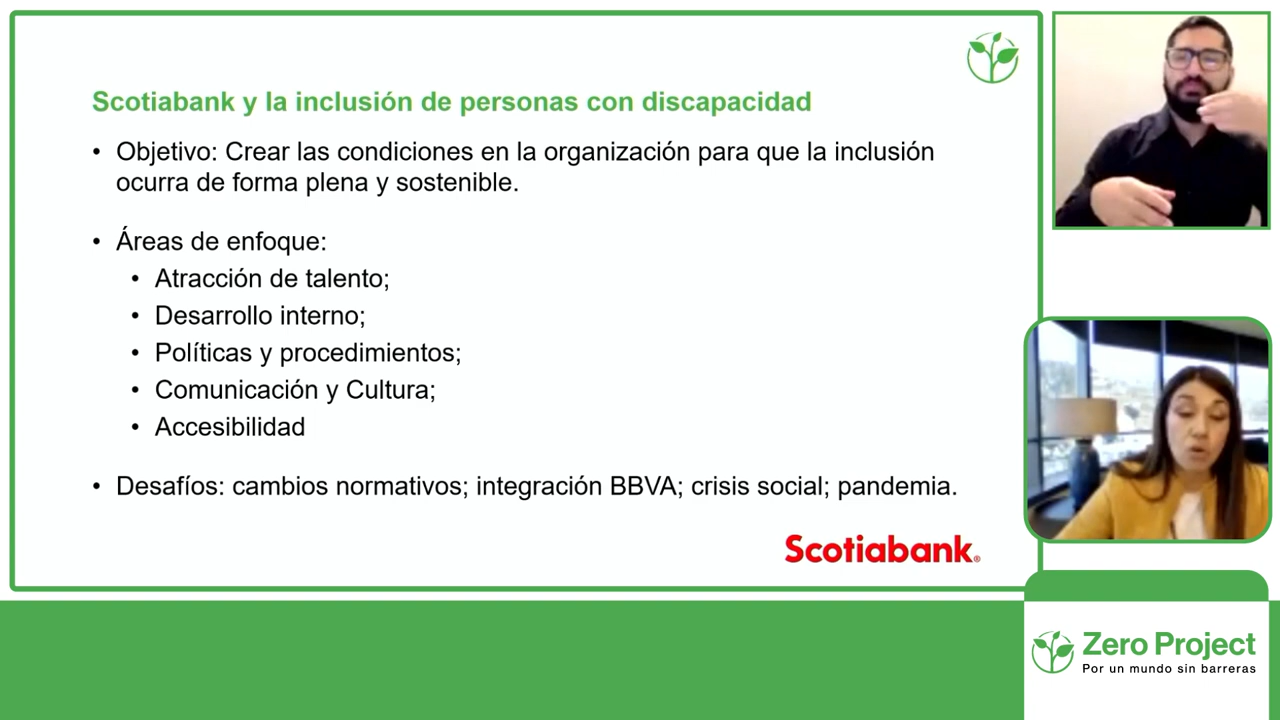 Scotiabank y la inclusión de personas con discapacidad
• Objetivo: Crear las condiciones en la organización para que la inclusión
ocurra de forma plena y sostenible.
• Áreas de enfoque:
• Atracción de talento;
• Desarrollo interno;
• Políticas y procedimientos;
• Comunicación y Cultura;
• Accesibilidad
• Desafíos: cambios normativos; integración BBVA; crisis social; pandemia.
Scotiabank®
Zero Project
Por un mundo sin barreras